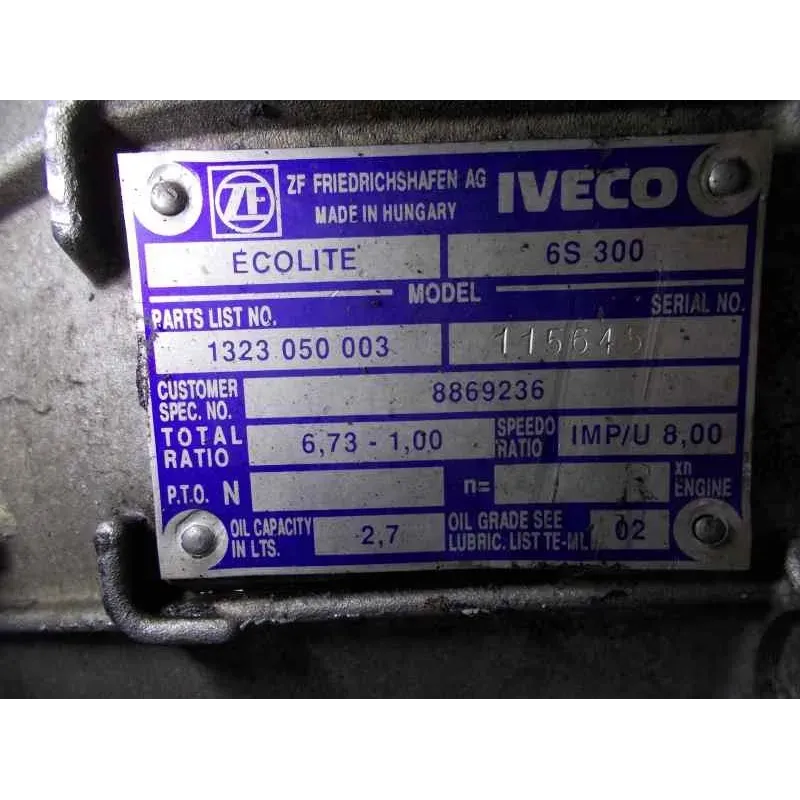 ZF
ZF FRIEDRICHSHAFEN AG
IVECO
MADE IN HUNGARY
ECOLITE
6S 300
MODEL
PARTS LIST NO.
SERIAL NO.
1323 050 003
115645
CUSTOMER
SPEC. NO.
8869236
TOTAL
RATIO
6,73 - 1,00
SPEEDO
RATIO
IMP/U 8,00
P.T.O. N
n=
xn
ENGINE
OIL CAPACITY
IN LTS.
2,7
OIL GRADE SEE
LUBRIC. LIST TE-ML
02